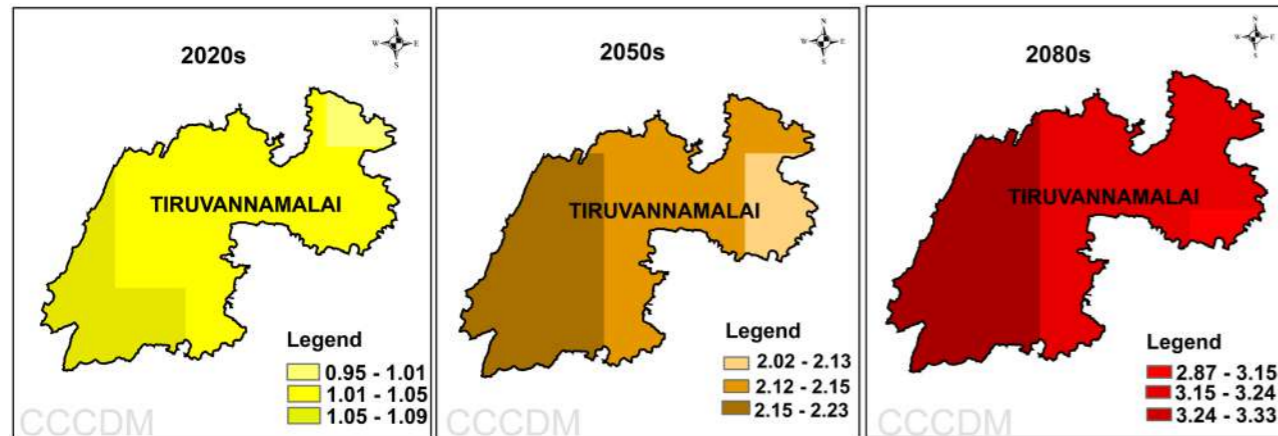 2020s
N
W E
S
TIRUVANNAMALAI
Legend
0.95 - 1.01
1.01 - 1.05
1.05 - 1.09
CCCDM
2050s
N
W E
S
TIRUVANNAMALAI
Legend
2.02 - 2.13
2.12 - 2.15
2.15 - 2.23
CCCDM
2080s
N
W E
S
TIRUVANNAMALAI
Legend
2.87 - 3.15
3.15 - 3.24
3.24 - 3.33
CCCDM